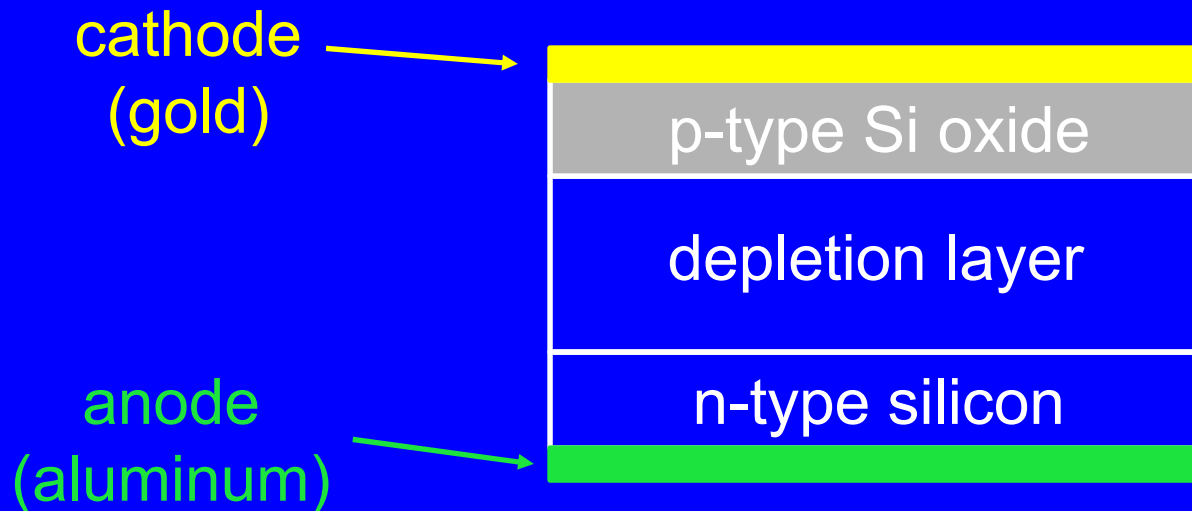 cathode
(gold)
p-type Si oxide
depletion layer
n-type silicon
anode
(aluminum)